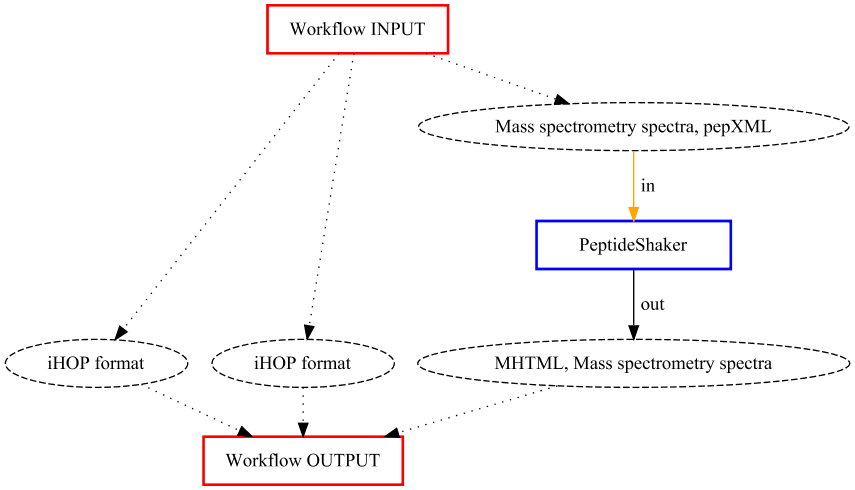 Workflow INPUT
Mass spectrometry spectra, pepXML
in
PeptideShaker
out
iHOP format
iHOP format
MHTML, Mass spectrometry spectra
Workflow OUTPUT